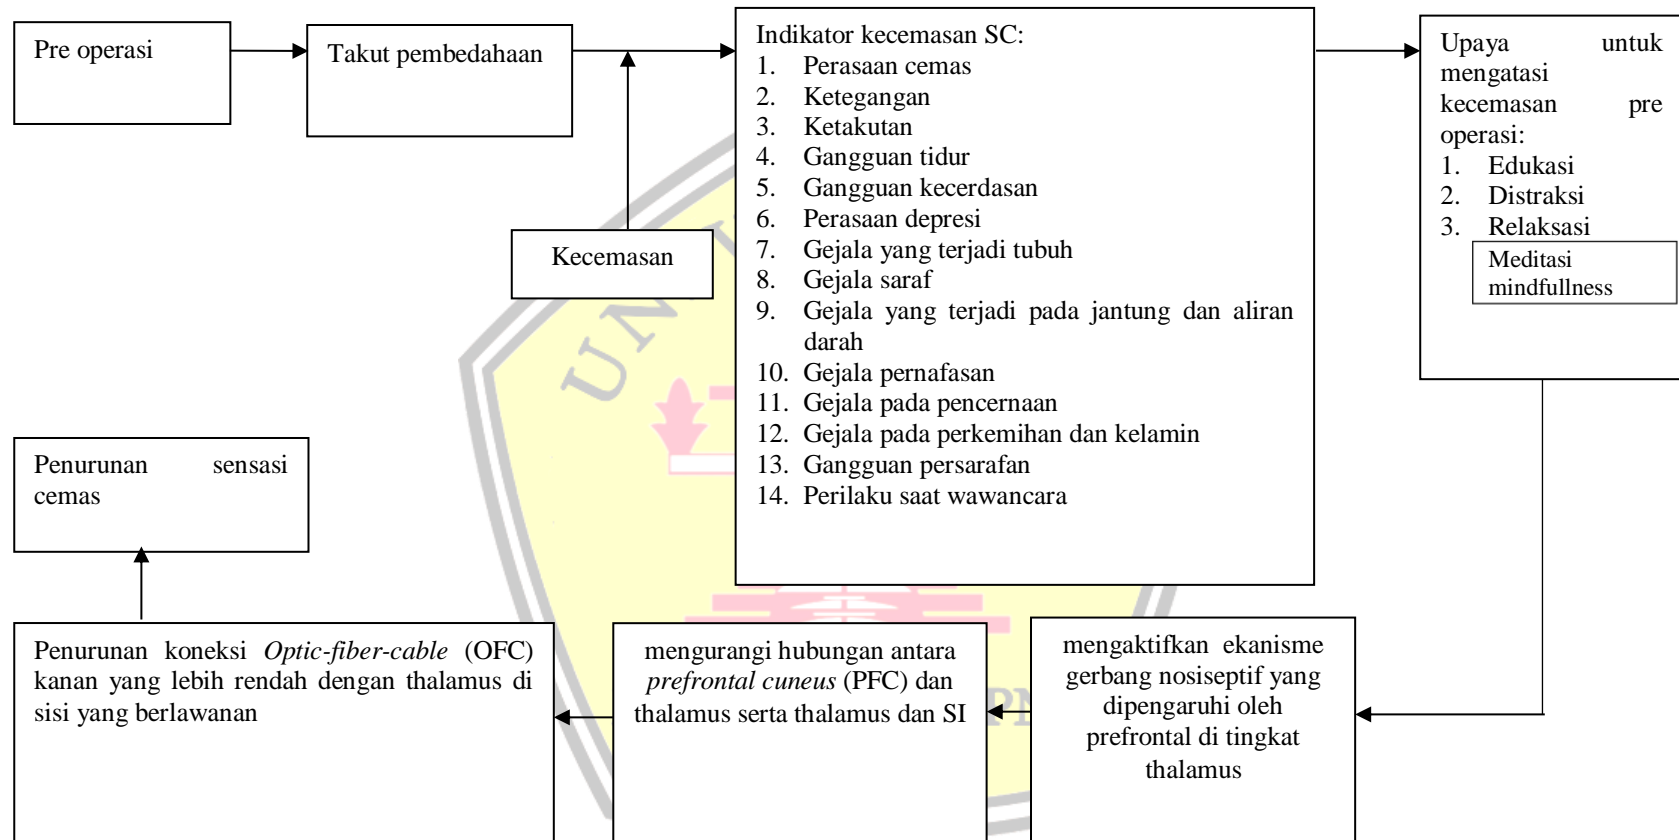 Pre operasi
Takut pembedahaan
Indikator kecemasan SC:
1. Perasaan cemas
2. Ketegangan
3. Ketakutan
4. Gangguan tidur
5. Gangguan kecerdasan
6. Perasaan depresi
7. Gejala yang terjadi tubuh
8. Gejala saraf
9. Gejala yang terjadi pada jantung dan aliran
darah
10. Gejala pernafasan
11. Gejala pada pencernaan
12. Gejala pada perkemihan dan kelamin
13. Gangguan persarafan
14. Perilaku saat wawancara
Upaya untuk
mengatasi
kecemasan pre
operasi:
1. Edukasi
2. Distraksi
3. Relaksasi
Meditasi
mindfullness
Kecemasan
Penurunan sensasi
cemas
Penurunan koneksi Optic-fiber-cable (OFC)
kanan yang lebih rendah dengan thalamus di
sisi yang berlawanan
mengurangi hubungan antara
prefrontal cuneus (PFC) dan
thalamus serta thalamus dan SI
mengaktifkan ekanisme
gerbang nosiseptif yang
dipengaruhi oleh
prefrontal di tingkat
thalamus